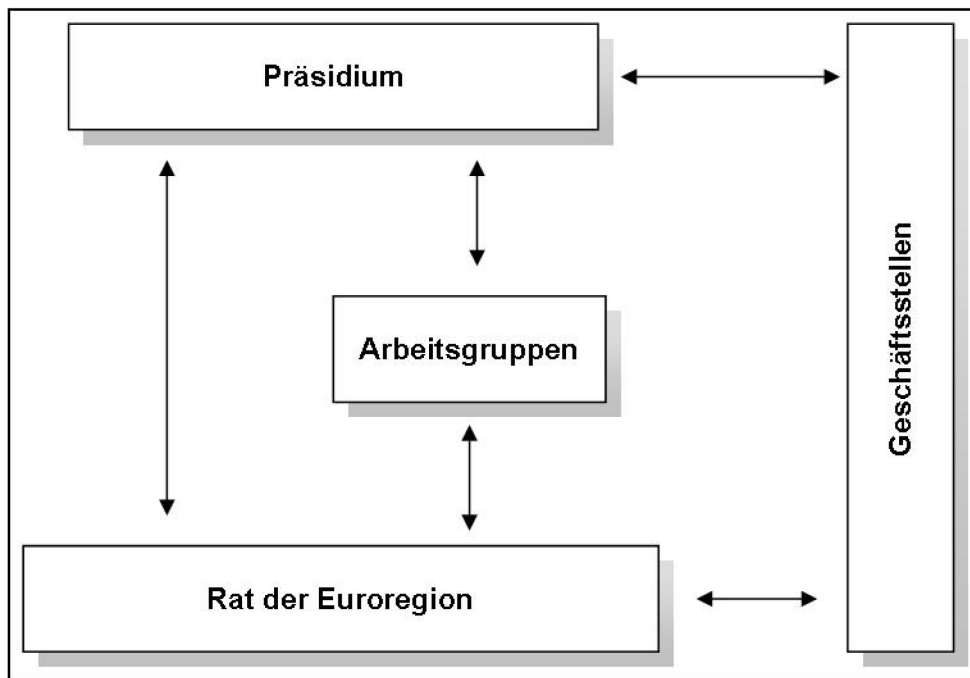 Präsidium
Arbeitsgruppen
Geschäftsstellen
Rat der Euroregion